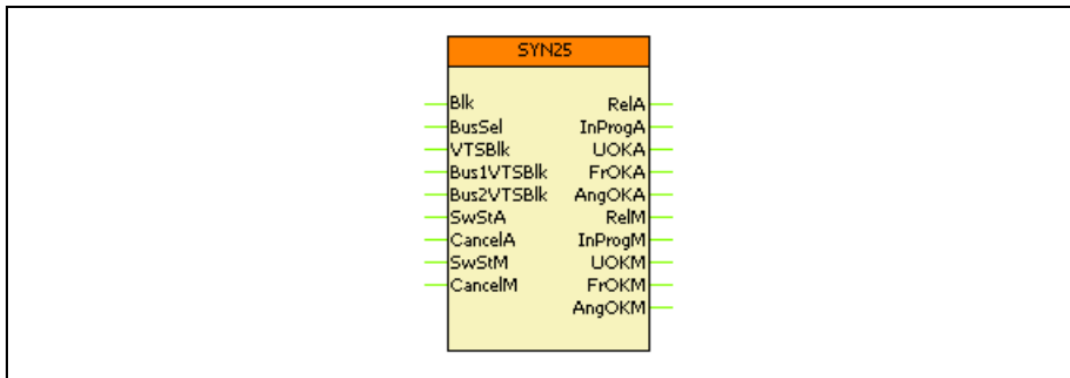 SYN25
Blk RelA
BusSel InProgA
VTSBlk UOKA
Bus1VTSBlk FrOKA
Bus2VTSBlk AngOKA
SwStA RelM
CancelA InProgM
SwStM UOKM
CancelM FrOKM
AngOKM